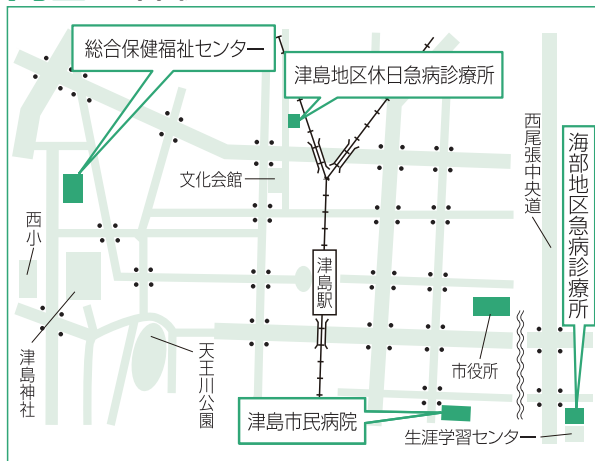 総合保健福祉センター
津島地区休日急病診療所
西尾張中央道
海部地区急病診療所
文化会館
西小
津島駅
市役所
津島神社
天王川公園
津島市民病院
生涯学習センター